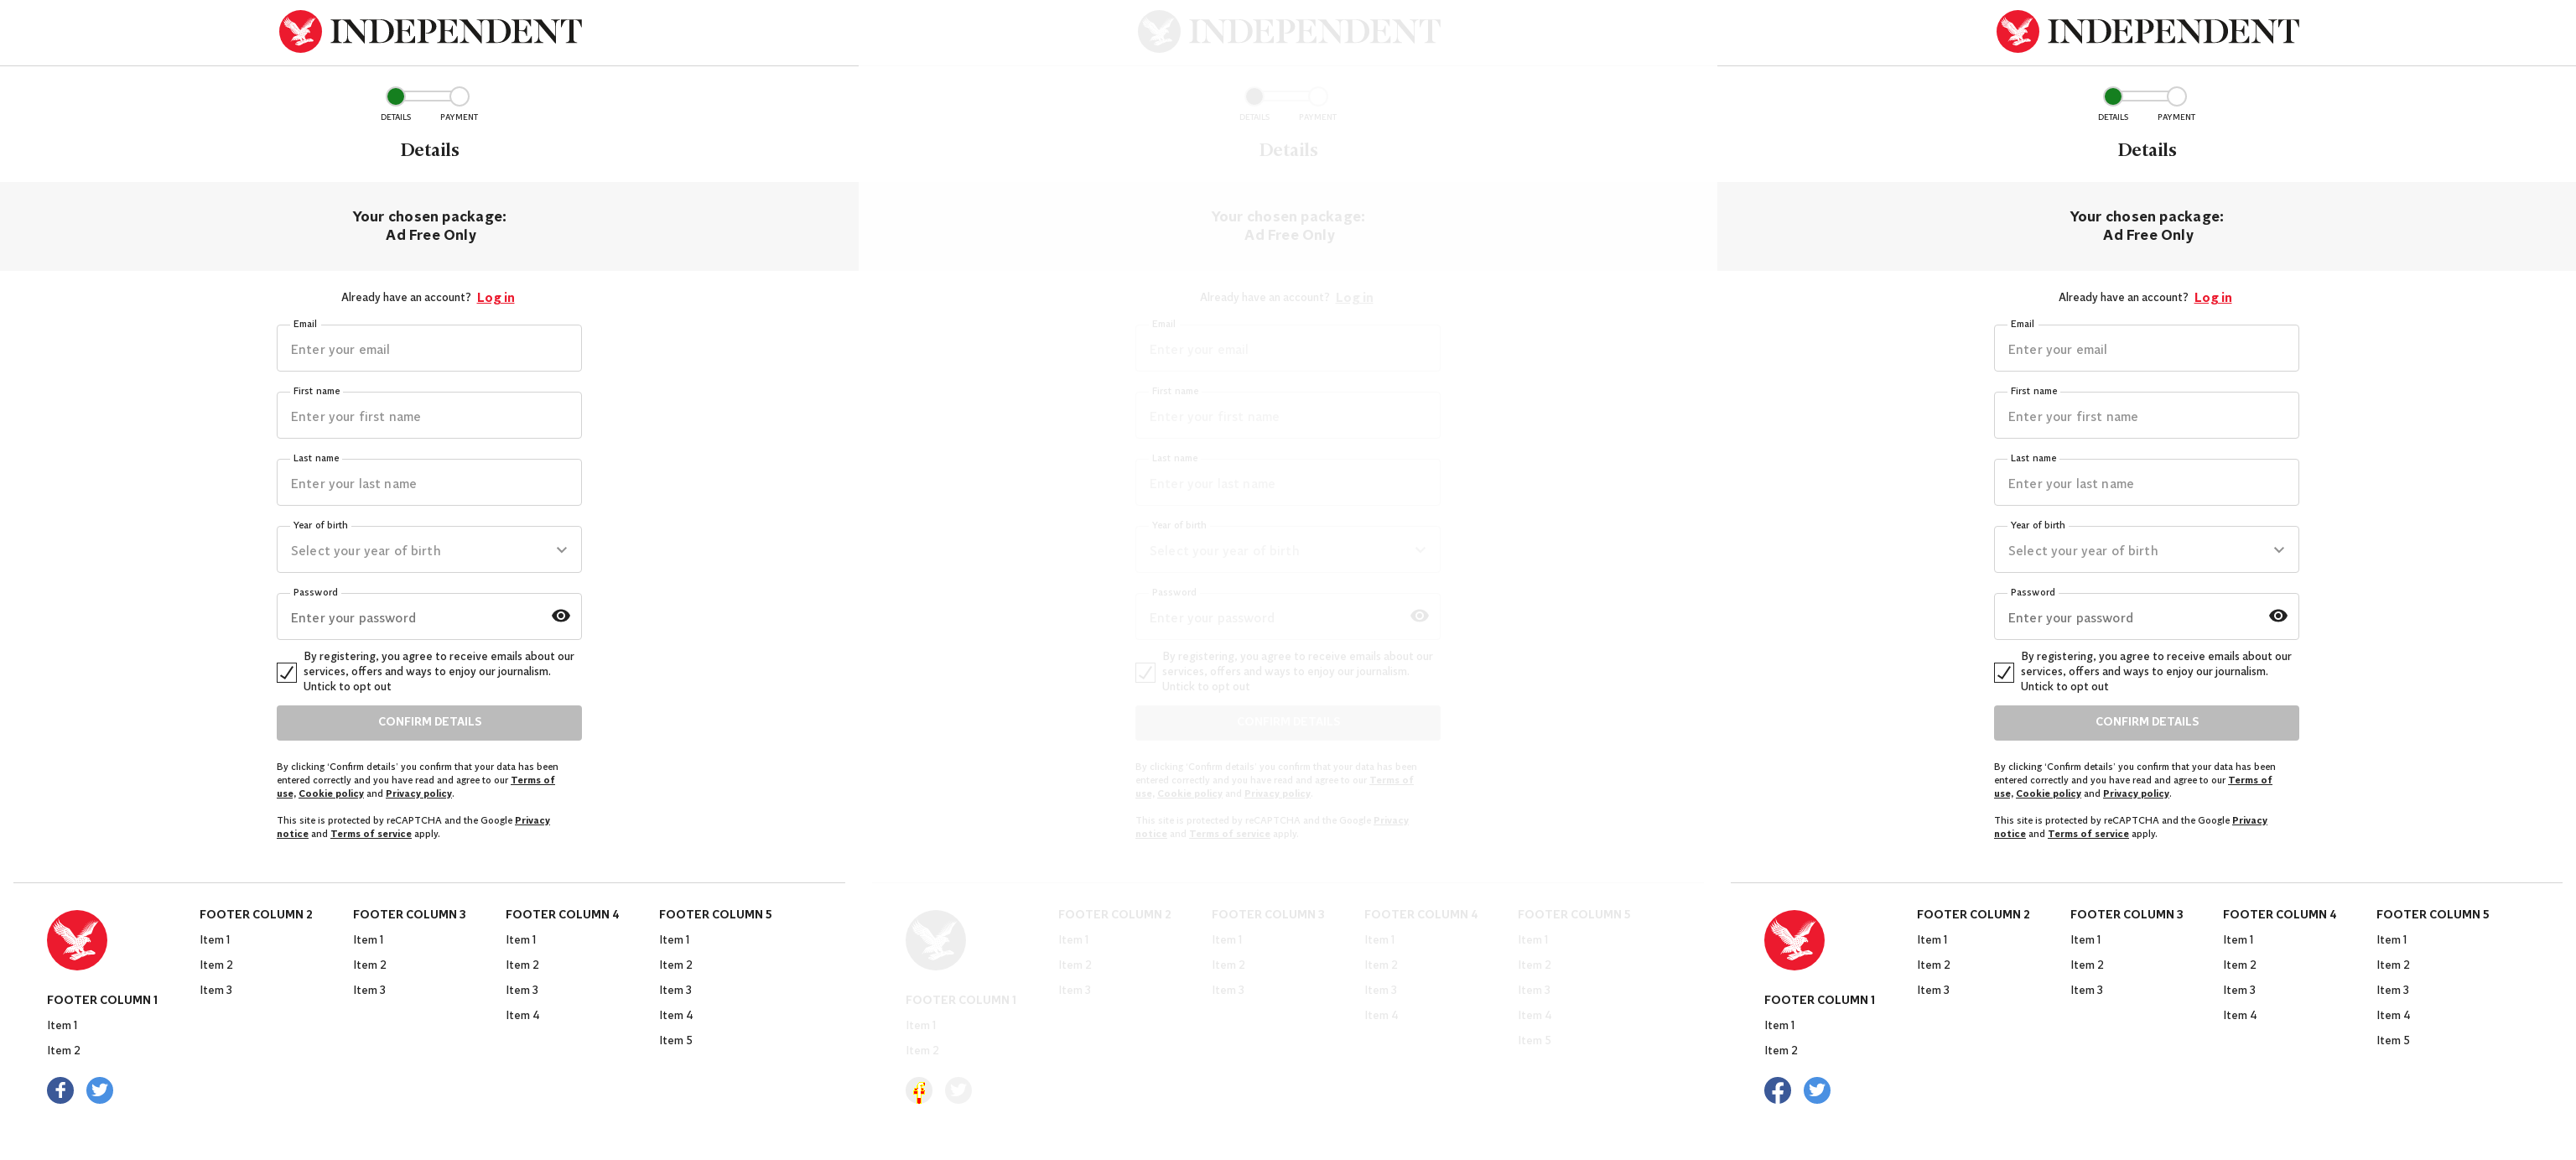 INDEPENDENT
DETAILS PAYMENT
Details
Your chosen package:
Ad Free Only
Already have an account? Log in
Email
Enter your email
First name
Enter your first name
Last name
Enter your last name
Year of birth
Select your year of birth
Password
Enter your password
By registering, you agree to receive emails about our
services, offers and ways to enjoy our journalism.
Untick to opt out
CONFIRM DETAILS
By clicking ‘Confirm details’ you confirm that your data has been
entered correctly and you have read and agree to our Terms of
use, Cookie policy and Privacy policy.
This site is protected by reCAPTCHA and the Google Privacy
notice and Terms of service apply.
FOOTER COLUMN 1
Item 1
Item 2
FOOTER COLUMN 2
Item 1
Item 2
Item 3
FOOTER COLUMN 3
Item 1
Item 2
Item 3
FOOTER COLUMN 4
Item 1
Item 2
Item 3
Item 4
FOOTER COLUMN 5
Item 1
Item 2
Item 3
Item 4
Item 5
INDEPENDENT
DETAILS PAYMENT
Details
Your chosen package:
Ad Free Only
Already have an account? Log in
Email
Enter your email
First name
Enter your first name
Last name
Enter your last name
Year of birth
Select your year of birth
Password
Enter your password
By registering, you agree to receive emails about our
services, offers and ways to enjoy our journalism.
Untick to opt out
CONFIRM DETAILS
By clicking ‘Confirm details’ you confirm that your data has been
entered correctly and you have read and agree to our Terms of
use, Cookie policy and Privacy policy.
This site is protected by reCAPTCHA and the Google Privacy
notice and Terms of service apply.
FOOTER COLUMN 1
Item 1
Item 2
FOOTER COLUMN 2
Item 1
Item 2
Item 3
FOOTER COLUMN 3
Item 1
Item 2
Item 3
FOOTER COLUMN 4
Item 1
Item 2
Item 3
Item 4
FOOTER COLUMN 5
Item 1
Item 2
Item 3
Item 4
Item 5
INDEPENDENT
DETAILS PAYMENT
Details
Your chosen package:
Ad Free Only
Already have an account? Log in
Email
Enter your email
First name
Enter your first name
Last name
Enter your last name
Year of birth
Select your year of birth
Password
Enter your password
By registering, you agree to receive emails about our
services, offers and ways to enjoy our journalism.
Untick to opt out
CONFIRM DETAILS
By clicking ‘Confirm details’ you confirm that your data has been
entered correctly and you have read and agree to our Terms of
use, Cookie policy and Privacy policy.
This site is protected by reCAPTCHA and the Google Privacy
notice and Terms of service apply.
FOOTER COLUMN 1
Item 1
Item 2
FOOTER COLUMN 2
Item 1
Item 2
Item 3
FOOTER COLUMN 3
Item 1
Item 2
Item 3
FOOTER COLUMN 4
Item 1
Item 2
Item 3
Item 4
FOOTER COLUMN 5
Item 1
Item 2
Item 3
Item 4
Item 5